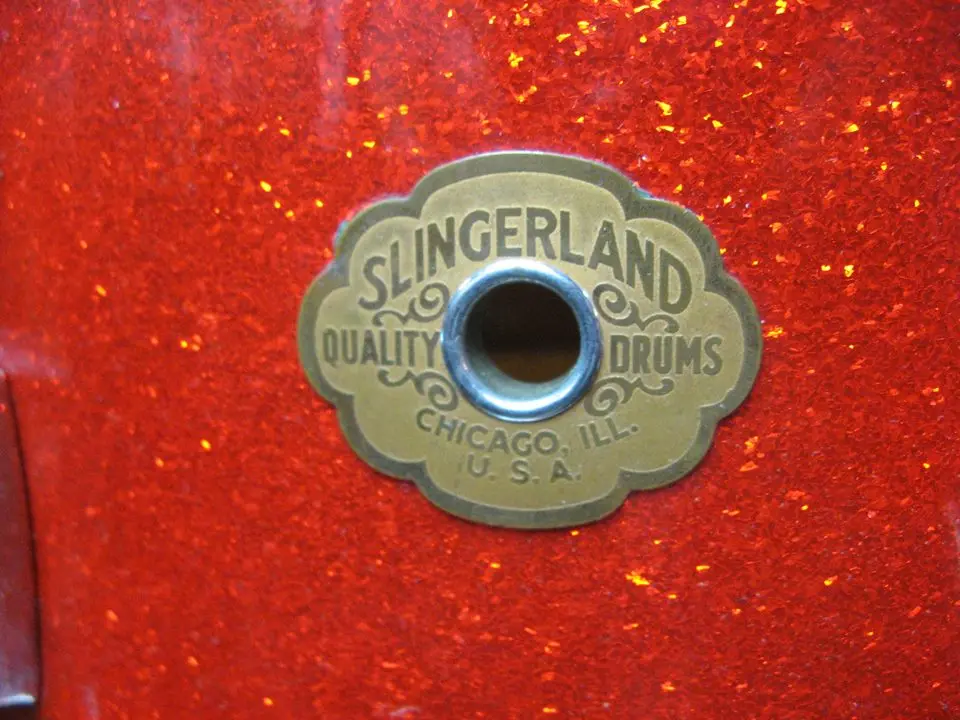 SLINGERLAND
QUALITY DRUMS
CHICAGO, ILL.
U. S. A.